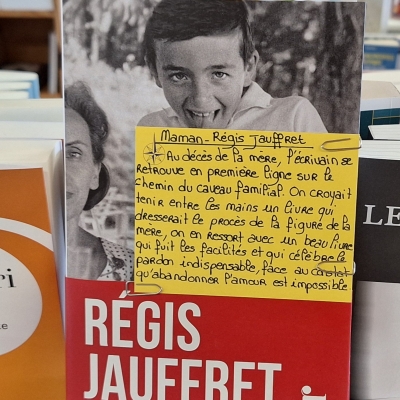 Maman - Régis Jauffret
Au décès de la mère, l'écrivain se
retrouve en première ligne sur le
chemin du caveau familial. On croyait
tenir entre les mains un livre qui
dresserait le procès de la figure de la
mère, on en ressort avec un beau livre
qui fuit les facilités et qui célèbre le
pardon indispensable, face au constat
qu'abandonner l'amour est impossible
RÉGIS
JAUFFRET
LE
ri